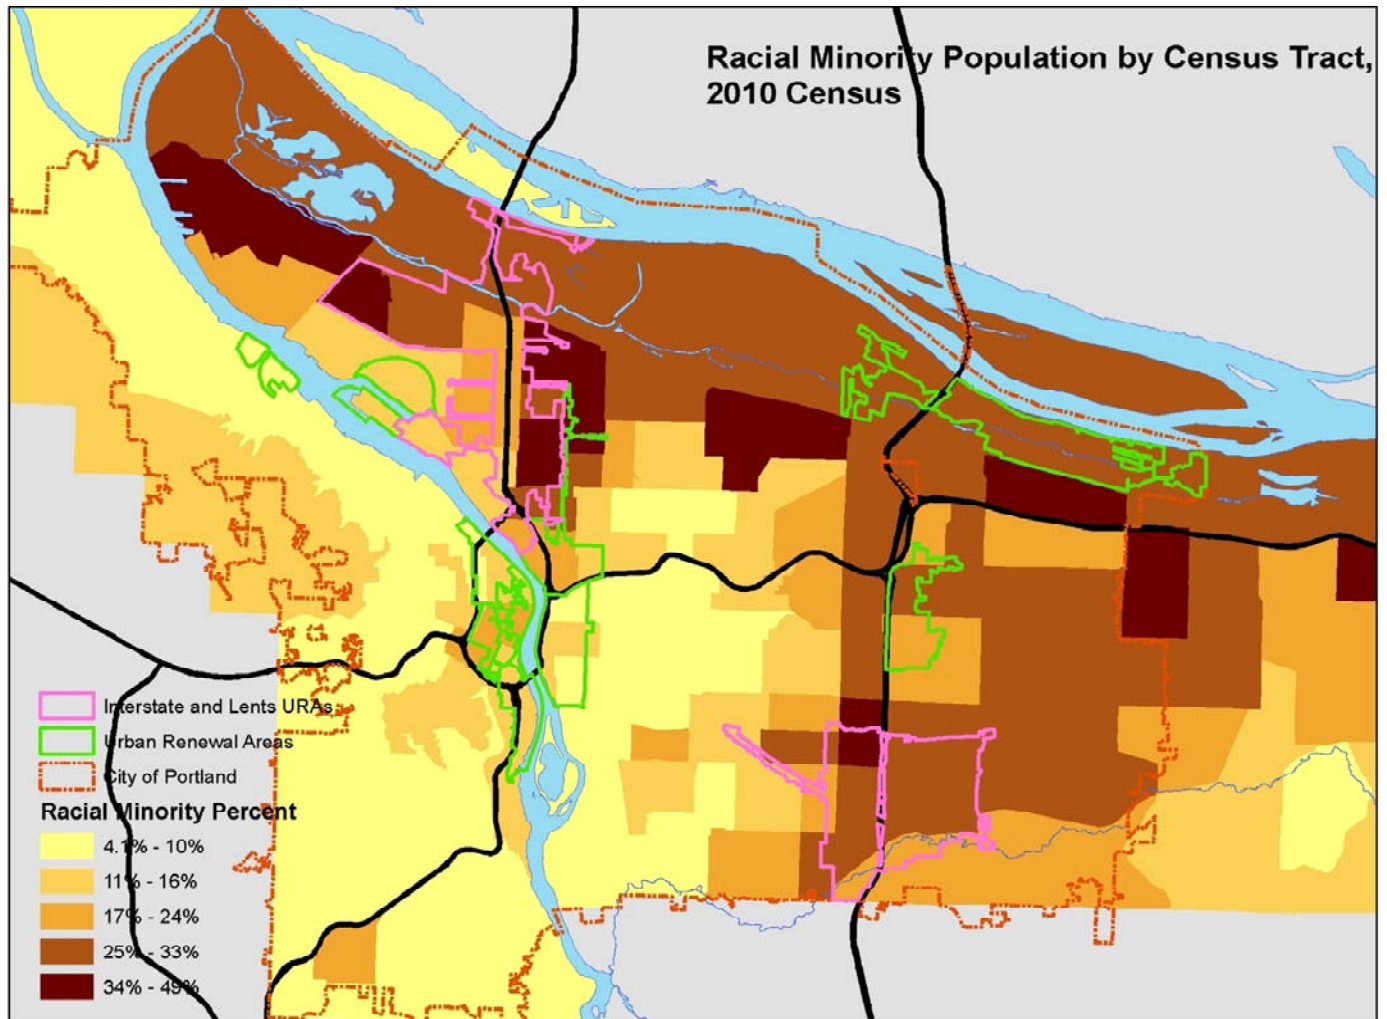 Racial Minority Population by Census Tract,
2010 Census
Interstate and Lents URAs
Urban Renewal Areas
City of Portland
Racial Minority Percent
4.1% - 10%
11% - 16%
17% - 24%
25% - 33%
34% - 49%